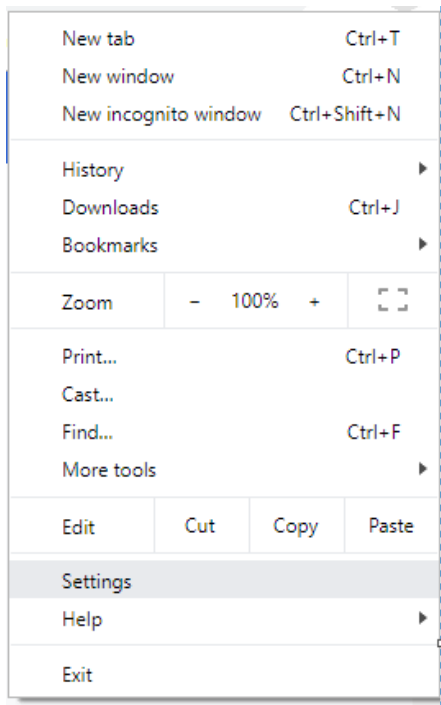 New tab Ctrl+T
New window Ctrl+N
New incognito window Ctrl+Shift+N
History
Downloads Ctrl+J
Bookmarks
Zoom - 100% +
Print... Ctrl+P
Cast...
Find... Ctrl+F
More tools
Edit Cut Copy Paste
Settings
Help
Exit